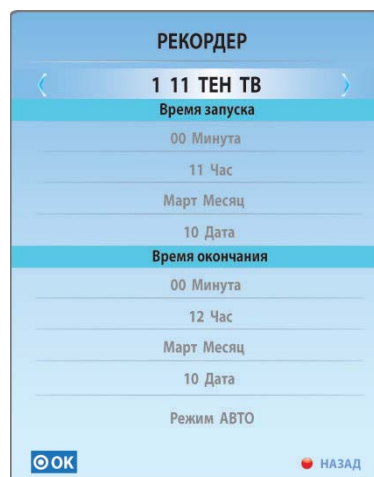 РЕКОРДЕР
1 11 ТЕН ТВ
Время запуска
00 Минута
11 Час
Март Месяц
10 Дата
Время окончания
00 Минута
12 Час
Март Месяц
10 Дата
Режим АВТО
OK НАЗАД